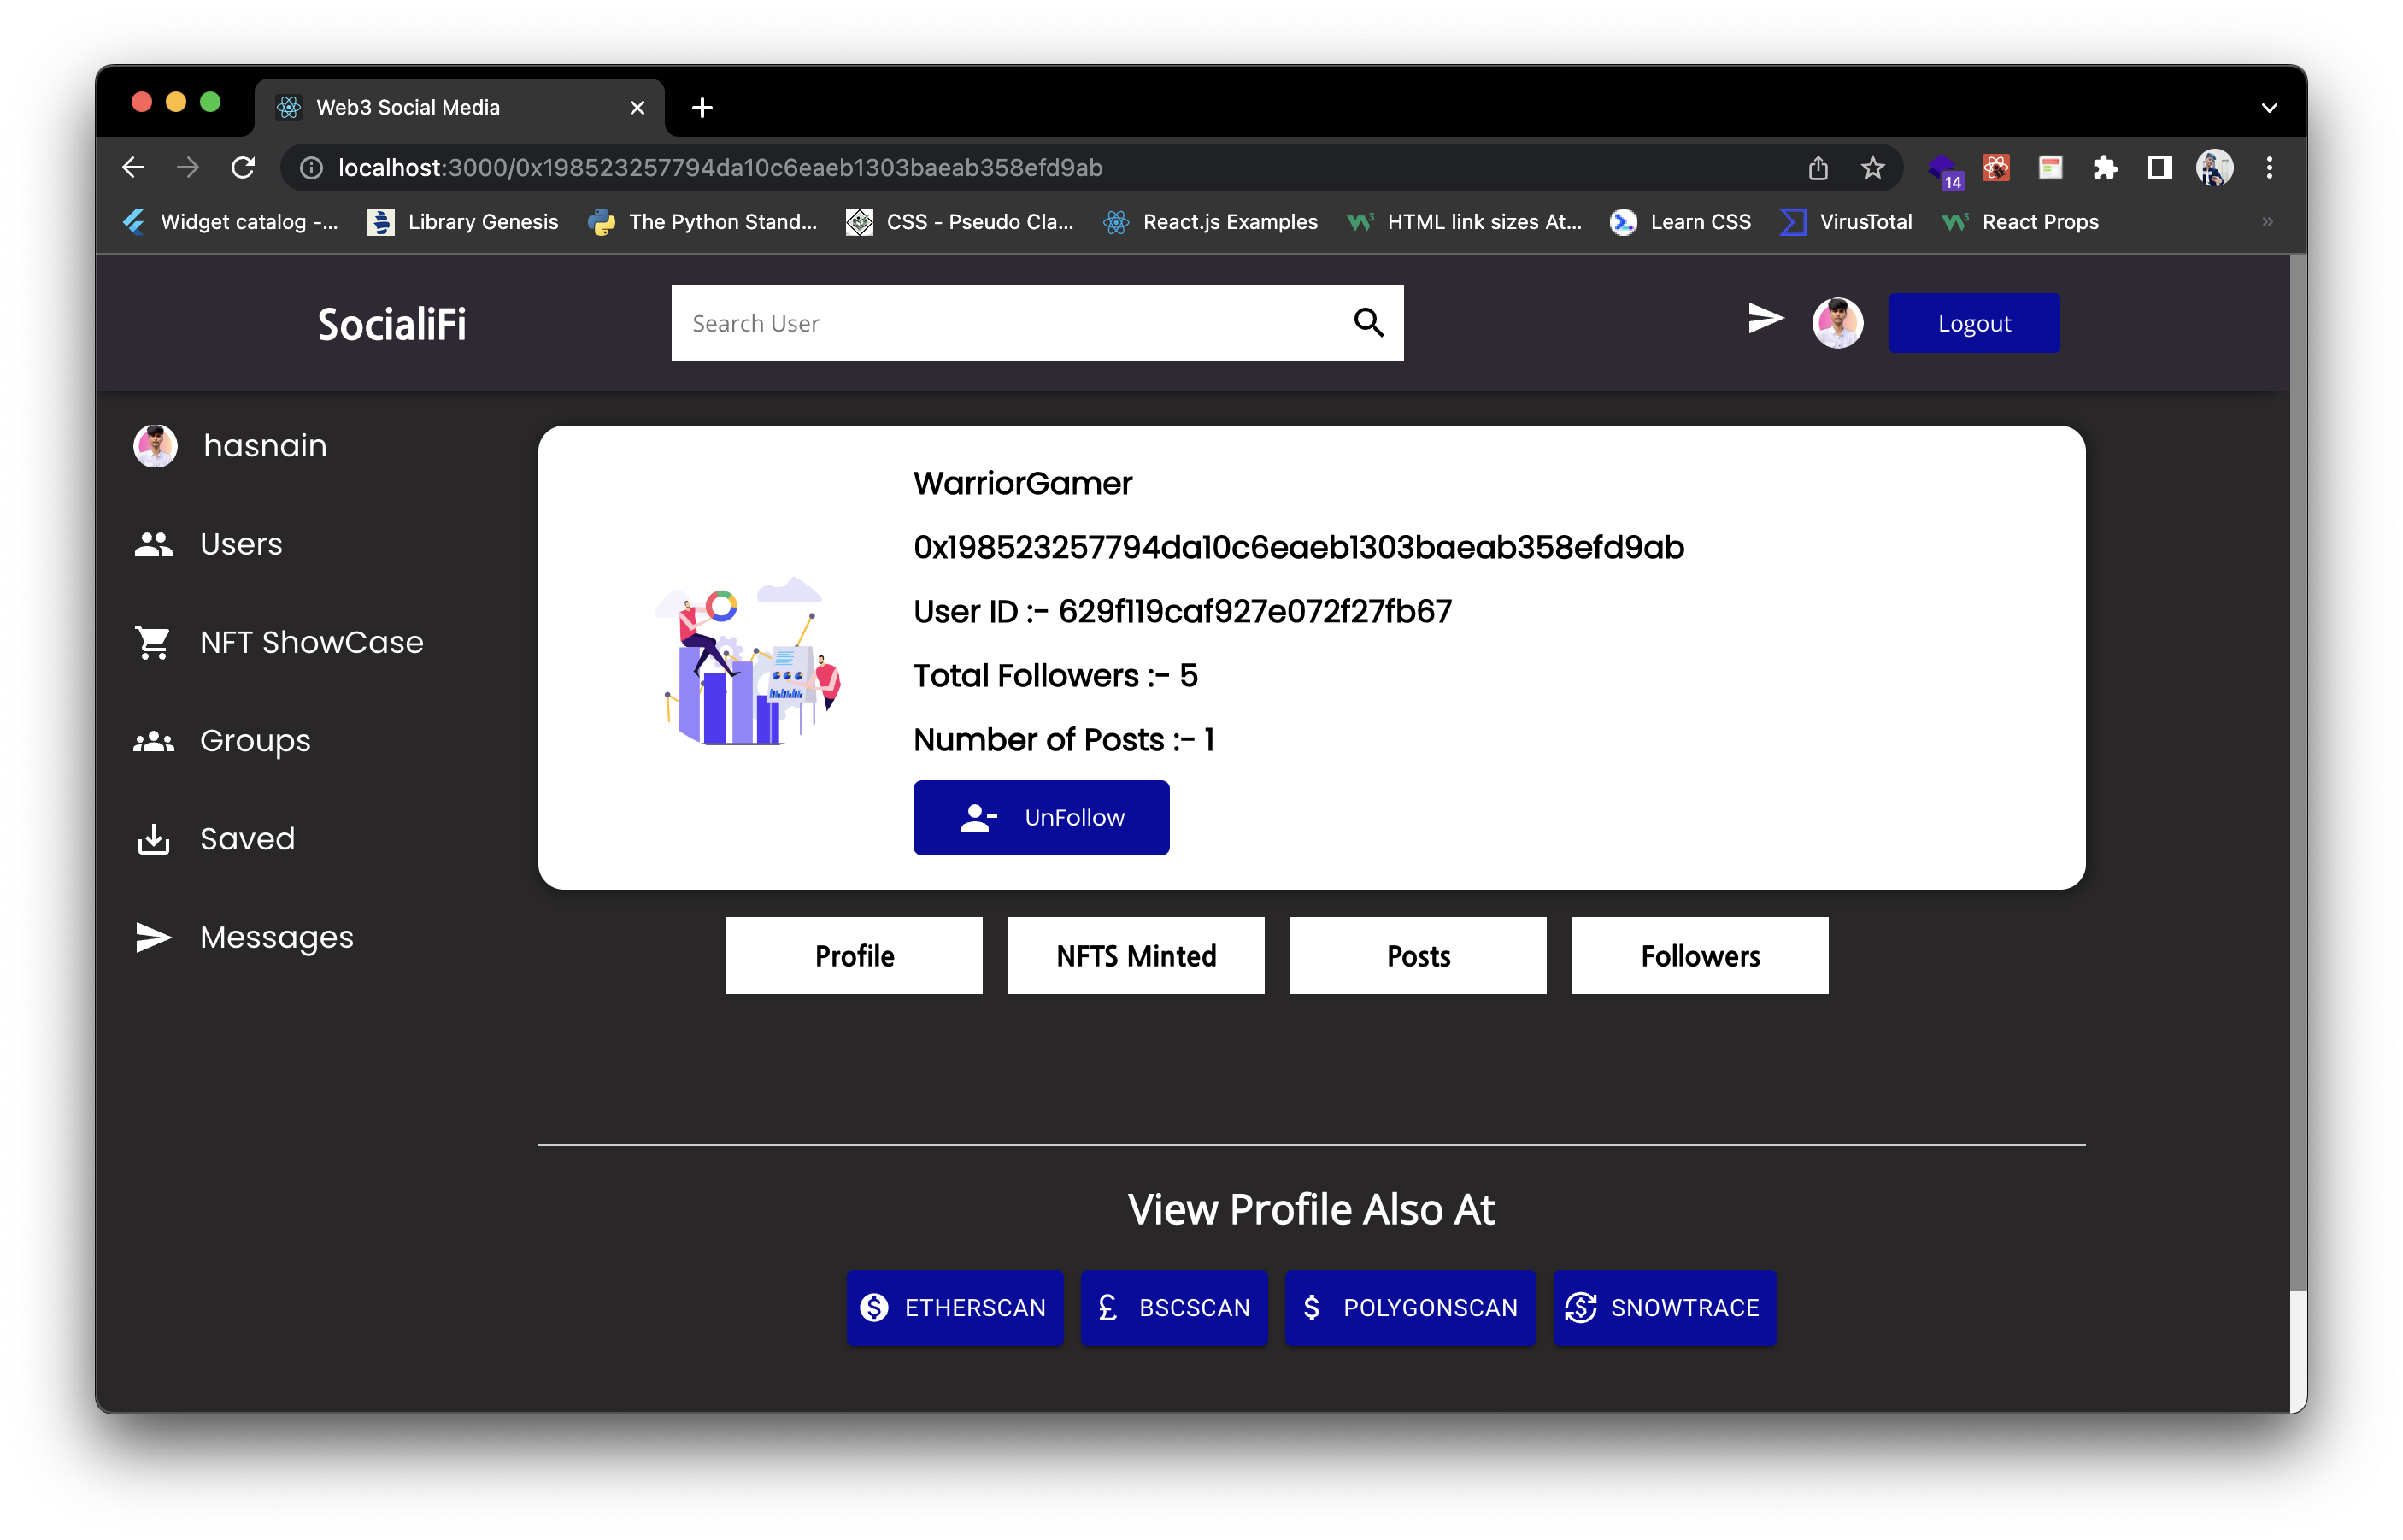 Web3 Social Media
localhost:3000/0x198523257794da10c6eaeb1303baeab358efd9ab
14
Widget catalog -...
Library Genesis
The Python Stand...
CSS - Pseudo Cla...
React.js Examples
HTML link sizes At...
Learn CSS
VirusTotal
React Props
»
SocialiFi
Search User
Logout
hasnain
Users
NFT ShowCase
Groups
Saved
Messages
WarriorGamer
0x198523257794da10c6eaeb1303baeab358efd9ab
User ID :- 629f119caf927e072f27fb67
Total Followers :- 5
Number of Posts :- 1
UnFollow
Profile
NFTS Minted
Posts
Followers
View Profile Also At
ETHERSCAN
BSCSCAN
POLYGONSCAN
SNOWTRACE